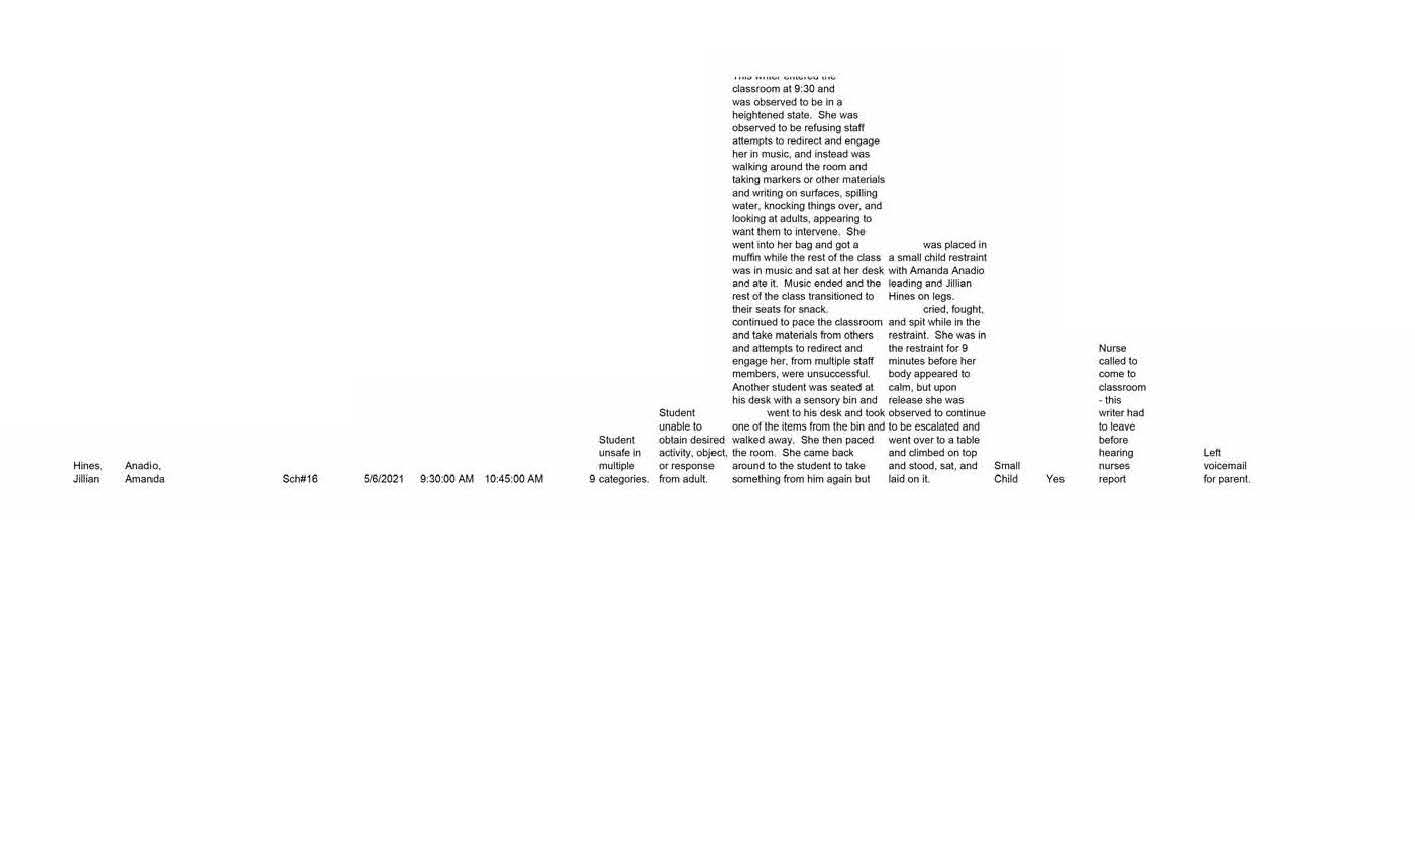 Hines,
Jillian
Anadio,
Amanda
Sch#16
5/6/2021
9:30:00 AM
10:45:00 AM
9
Student
unsafe in
multiple
categories.
Student
unable to
obtain desired
activity, object,
or response
from adult.
This writer entered the
classroom at 9:30 and
was observed to be in a
heightened state. She was
observed to be refusing staff
attempts to redirect and engage
her in music, and instead was
walking around the room and
taking markers or other materials
and writing on surfaces, spilling
water, knocking things over, and
looking at adults, appearing to
want them to intervene. She
went into her bag and got a
muffin while the rest of the class
was in music and sat at her desk
and ate it. Music ended and the
rest of the class transitioned to
their seats for snack.
continued to pace the classroom
and take materials from others
and attempts to redirect and
engage her, from multiple staff
members, were unsuccessful.
Another student was seated at
his desk with a sensory bin and
went to his desk and took
one of the items from the bin and
walked away. She then paced
the room. She came back
around to the student to take
something from him again but
was placed in
a small child restraint
with Amanda Anadio
leading and Jillian
Hines on legs.
cried, fought,
and spit while in the
restraint. She was in
the restraint for 9
minutes before her
body appeared to
calm, but upon
release she was
observed to continue
to be escalated and
went over to a table
and climbed on top
and stood, sat, and
laid on it.
Small
Child
Yes
Nurse
called to
come to
classroom
- this
writer had
to leave
before
hearing
nurses
report
Left
voicemail
for parent.